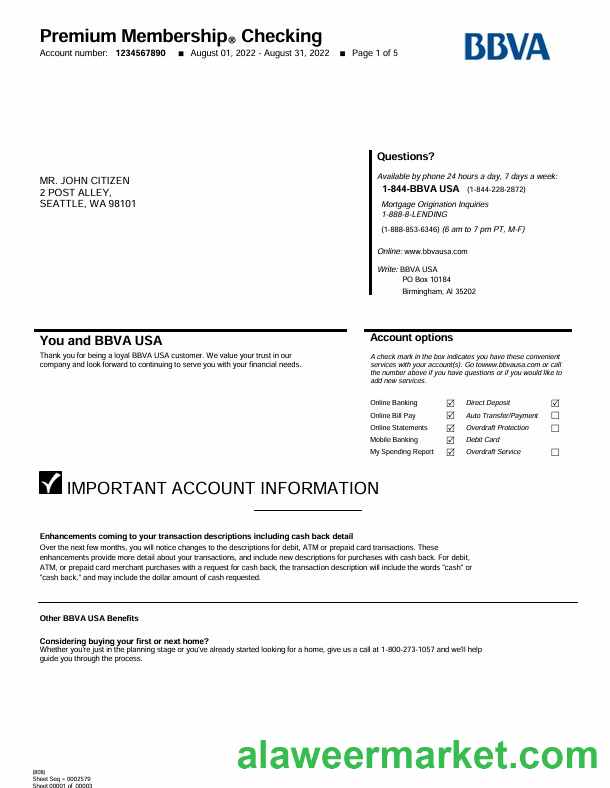 Premium Membership® Checking
Account number: 1234567890 ■ August 01, 2022 - August 31, 2022 ■ Page 1 of 5
BBVA
MR. JOHN CITIZEN
2 POST ALLEY,
SEATTLE, WA 98101
Questions?
Available by phone 24 hours a day, 7 days a week:
1-844-BBVA USA (1-844-228-2872)
Mortgage Origination Inquiries
1-888-8-LENDING
(1-888-853-6346) (6 am to 7 pm PT, M-F)
Online: www.bbvausa.com
Write: BBVA USA
PO Box 10184
Birmingham, Al 35202
You and BBVA USA
Thank you for being a loyal BBVA USA customer. We value your trust in our
company and look forward to continuing to serve you with your financial needs.
Account options
A check mark in the box indicates you have these convenient
services with your account(s). Go towww.bbvausa.com or call
the number above if you have questions or if you would like to
add new services.
Online Banking ☑ Direct Deposit ☑
Online Bill Pay ☑ Auto Transfer/Payment ☐
Online Statements ☑ Overdraft Protection ☐
Mobile Banking ☑ Debit Card
My Spending Report ☑ Overdraft Service ☐
IMPORTANT ACCOUNT INFORMATION
Enhancements coming to your transaction descriptions including cash back detail
Over the next few months, you will notice changes to the descriptions for debit, ATM or prepaid card transactions. These
enhancements provide more detail about your transactions, and include new descriptions for purchases with cash back. For debit,
ATM, or prepaid card merchant purchases with a request for cash back, the transaction description will include the words "cash" or
"cash back," and may include the dollar amount of cash requested.
Other BBVA USA Benefits
Considering buying your first or next home?
Whether you're just in the planning stage or you've already started looking for a home, give us a call at 1-800-273-1057 and we'll help
guide you through the process.
alaweermarket.com
(808)
Sheet Seq = 0002579
Sheet 00001 of 00003